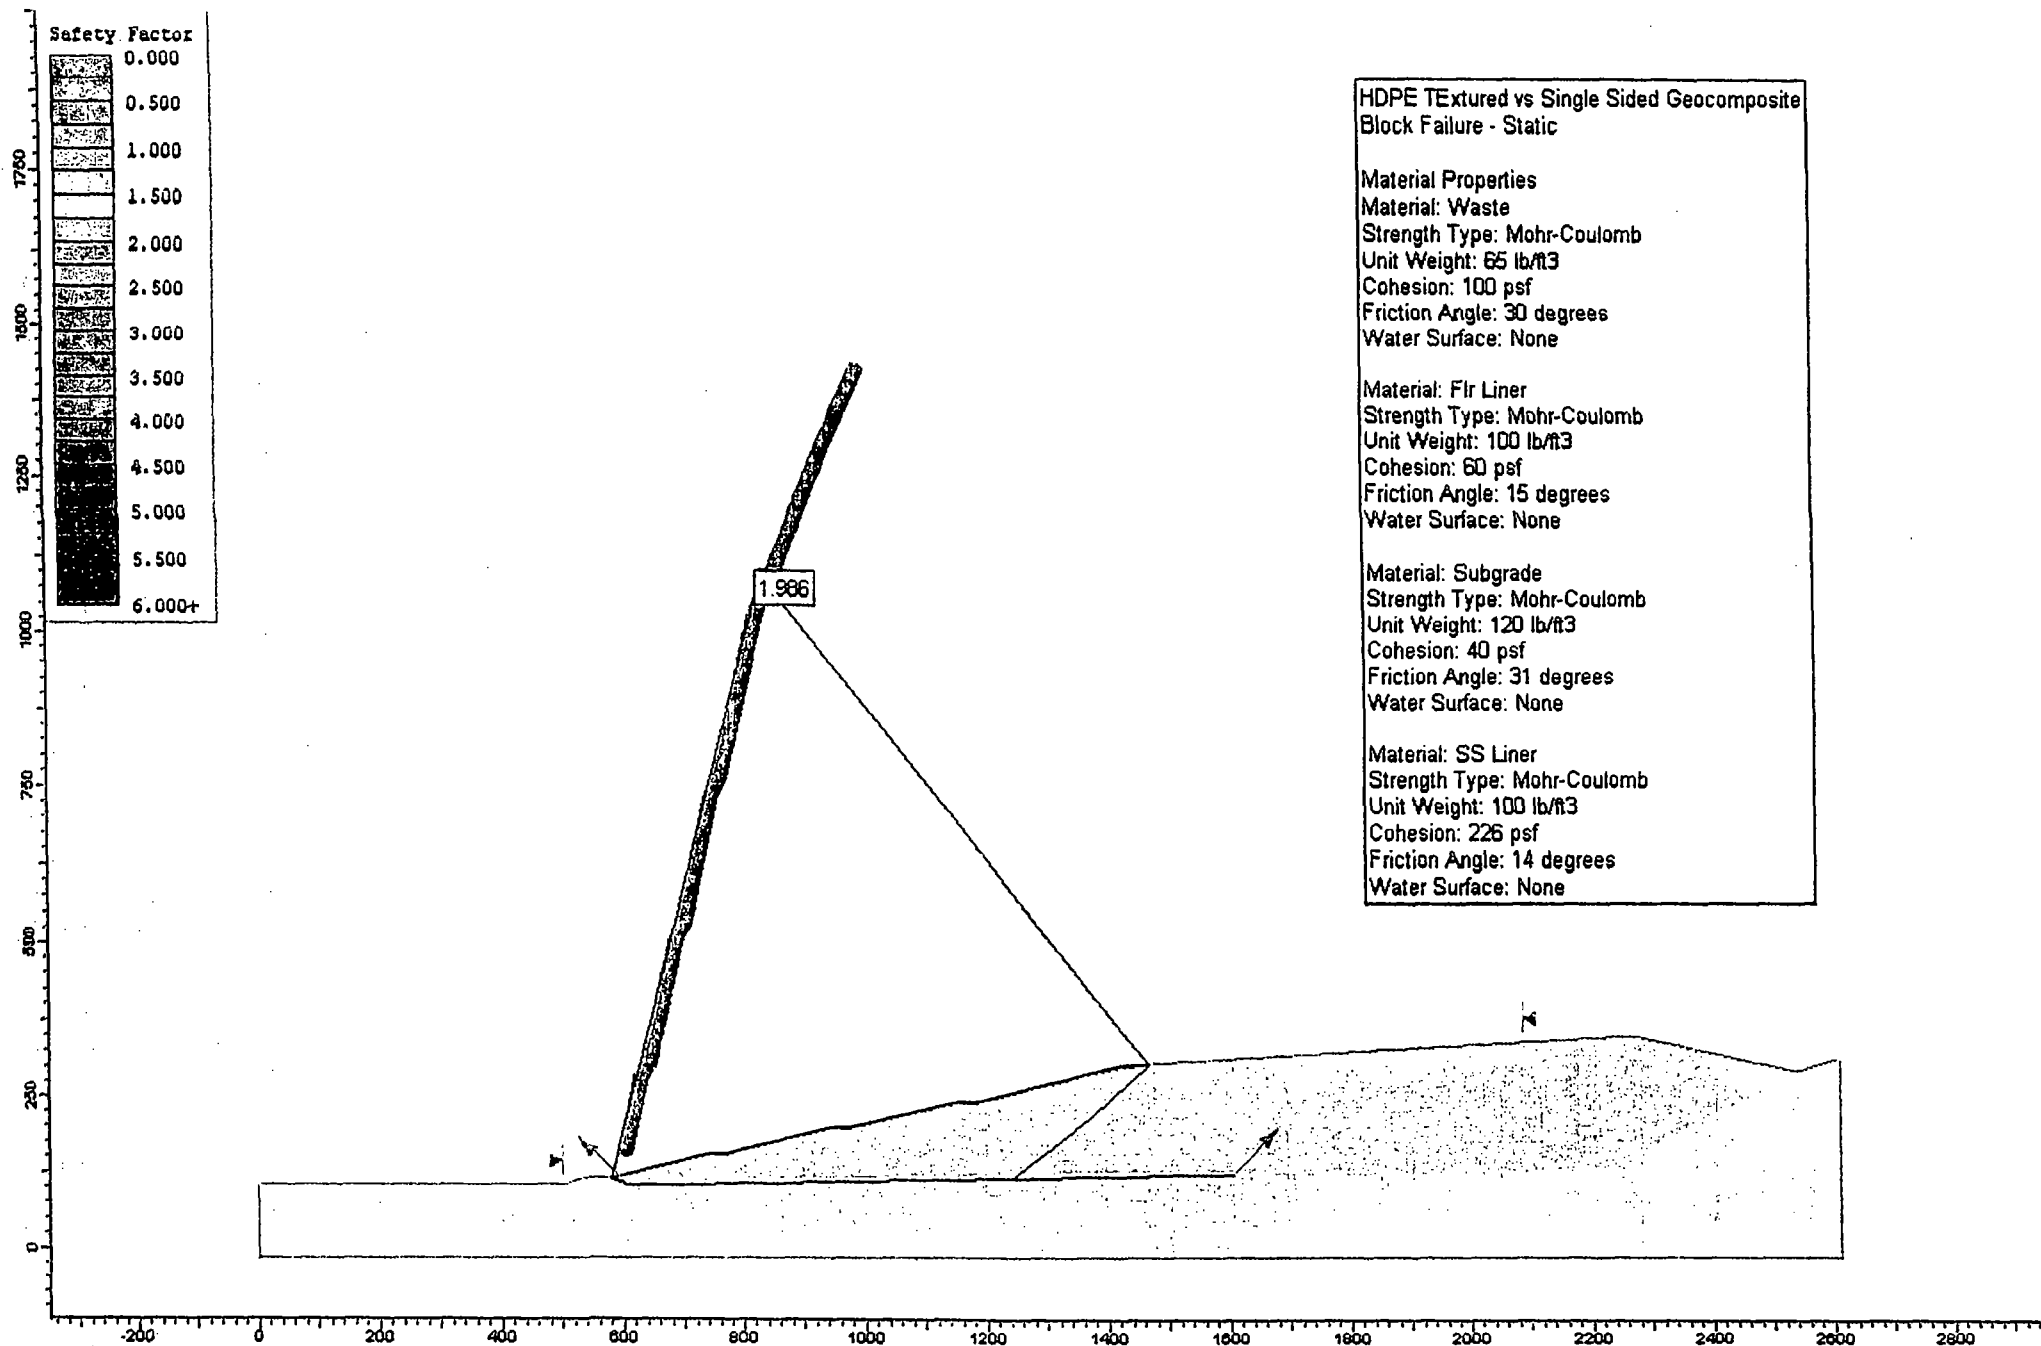 Safety Factor
0.000
0.500
1.000
1.500
2.000
2.500
3.000
3.500
4.000
4.500
5.000
5.500
6.000+
HDPE TExtured vs Single Sided Geocomposite
Block Failure - Static
Material Properties
Material: Waste
Strength Type: Mohr-Coulomb
Unit Weight: 65 lb/ft3
Cohesion: 100 psf
Friction Angle: 30 degrees
Water Surface: None
Material: Flr Liner
Strength Type: Mohr-Coulomb
Unit Weight: 100 lb/ft3
Cohesion: 60 psf
Friction Angle: 15 degrees
Water Surface: None
Material: Subgrade
Strength Type: Mohr-Coulomb
Unit Weight: 120 lb/ft3
Cohesion: 40 psf
Friction Angle: 31 degrees
Water Surface: None
Material: SS Liner
Strength Type: Mohr-Coulomb
Unit Weight: 100 lb/ft3
Cohesion: 226 psf
Friction Angle: 14 degrees
Water Surface: None
1.986
1750
1500
1250
1000
750
500
250
0
-200
0
200
400
600
800
1000
1200
1400
1600
1800
2000
2200
2400
2600
2800